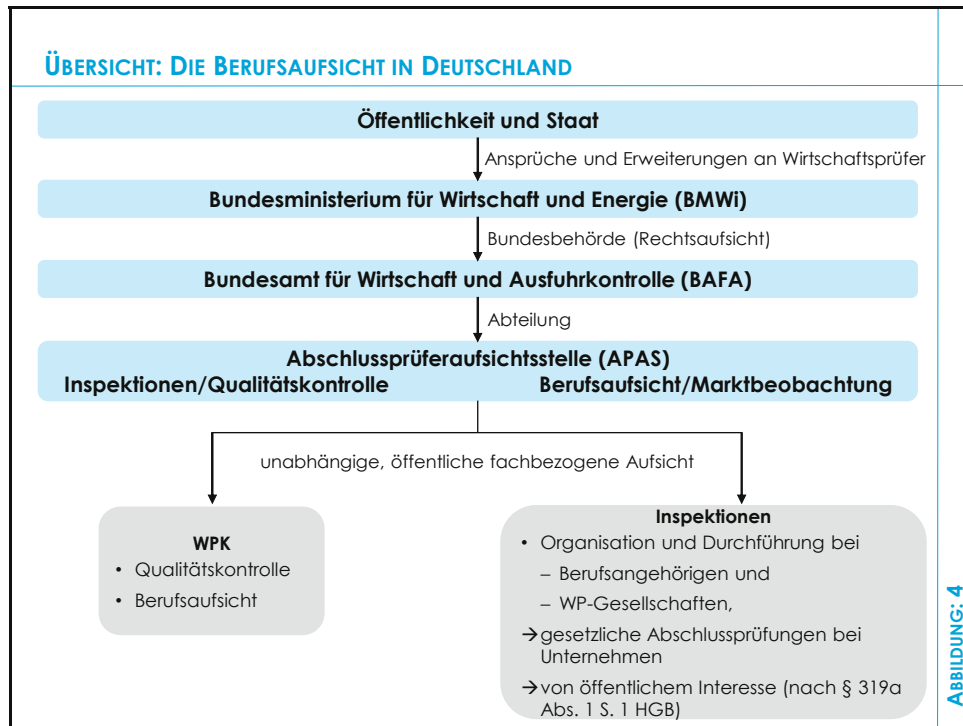 ÜBERSICHT: DIE BERUFSAUFSICHT IN DEUTSCHLAND
Öffentlichkeit und Staat
Ansprüche und Erweiterungen an Wirtschaftsprüfer
Bundesministerium für Wirtschaft und Energie (BMWi)
Bundesbehörde (Rechtsaufsicht)
Bundesamt für Wirtschaft und Ausfuhrkontrolle (BAFA)
Abteilung
Abschlussprüferaufsichtsstelle (APAS)
Inspektionen/Qualitätskontrolle Berufsaufsicht/Marktbeobachtung
unabhängige, öffentliche fachbezogene Aufsicht
WPK
• Qualitätskontrolle
• Berufsaufsicht
Inspektionen
• Organisation und Durchführung bei
– Berufsangehörigen und
– WP-Gesellschaften,
→gesetzliche Abschlussprüfungen bei
Unternehmen
→von öffentlichem Interesse (nach § 319a
Abs. 1 S. 1 HGB)
ABBILDUNG: 4